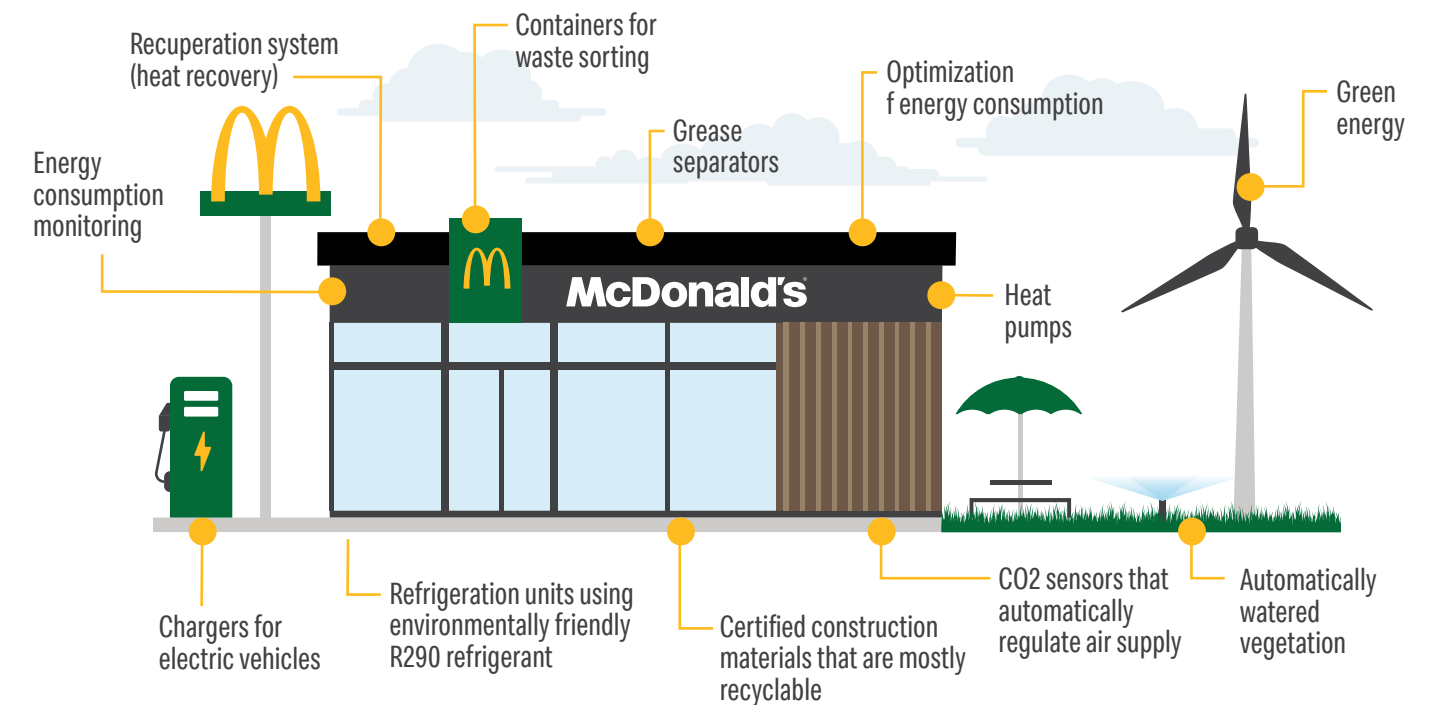 Containers for
waste sorting
Recuperation system
(heat recovery)
Optimization
f energy consumption
Green
energy
Grease
separators
Energy
consumption
monitoring
McDonald's
Heat
pumps
Chargers for
electric vehicles
Refrigeration units using
environmentally friendly
R290 refrigerant
Certified construction
materials that are mostly
recyclable
CO2 sensors that
automatically
regulate air supply
Automatically
watered
vegetation